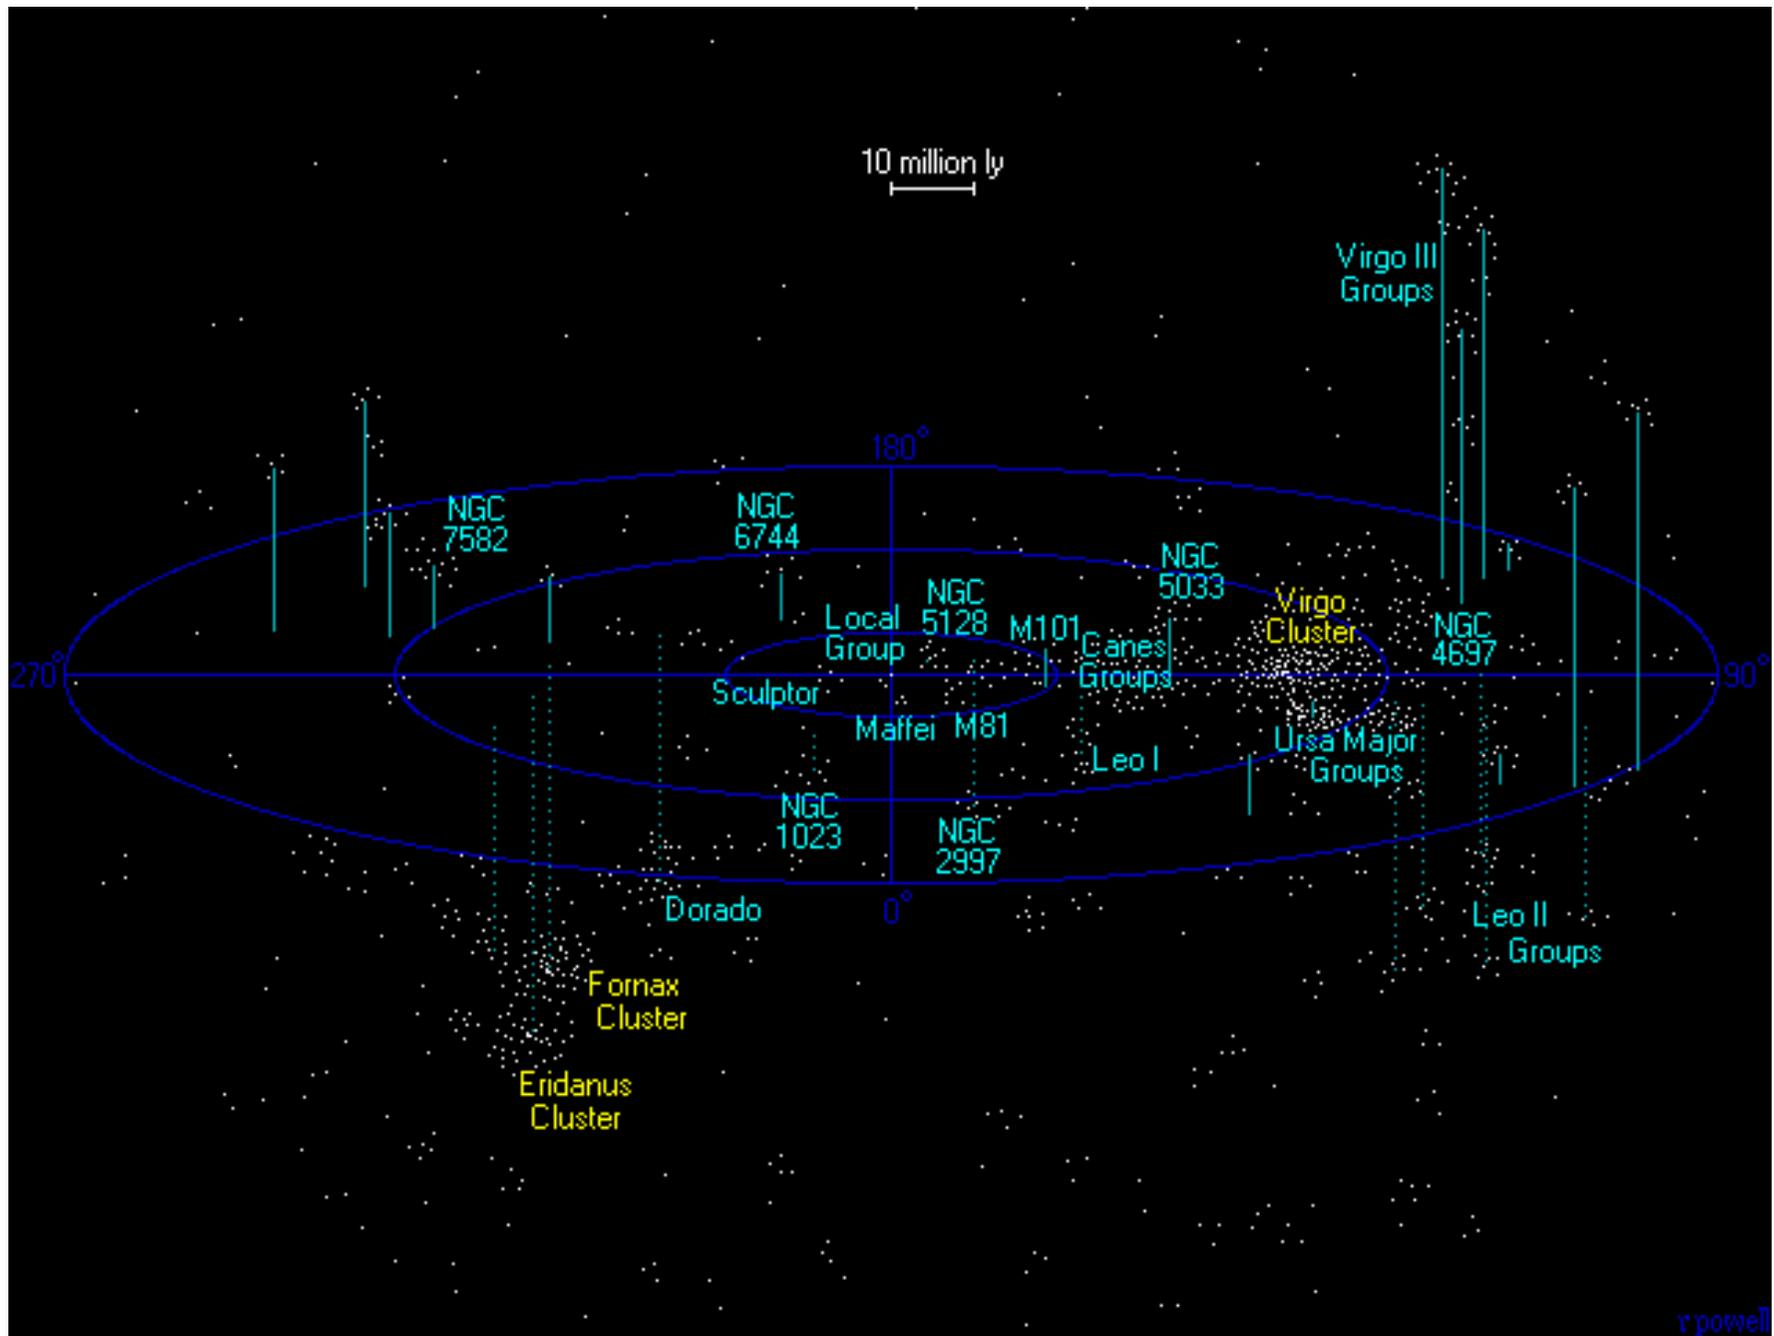 10 million ly
Virgo III
Groups
180°
NGC
7582
NGC
6744
NGC
5033
NGC
5128
Virgo
Cluster
Local
Group
M101
Canes
Groups
NGC
4697
270°
90°
Sculptor
Maffei
M81
Leo I
Ursa Major
Groups
NGC
1023
NGC
2997
Dorado
0°
Leo II
Groups
Fornax
Cluster
Eridanus
Cluster
r powell